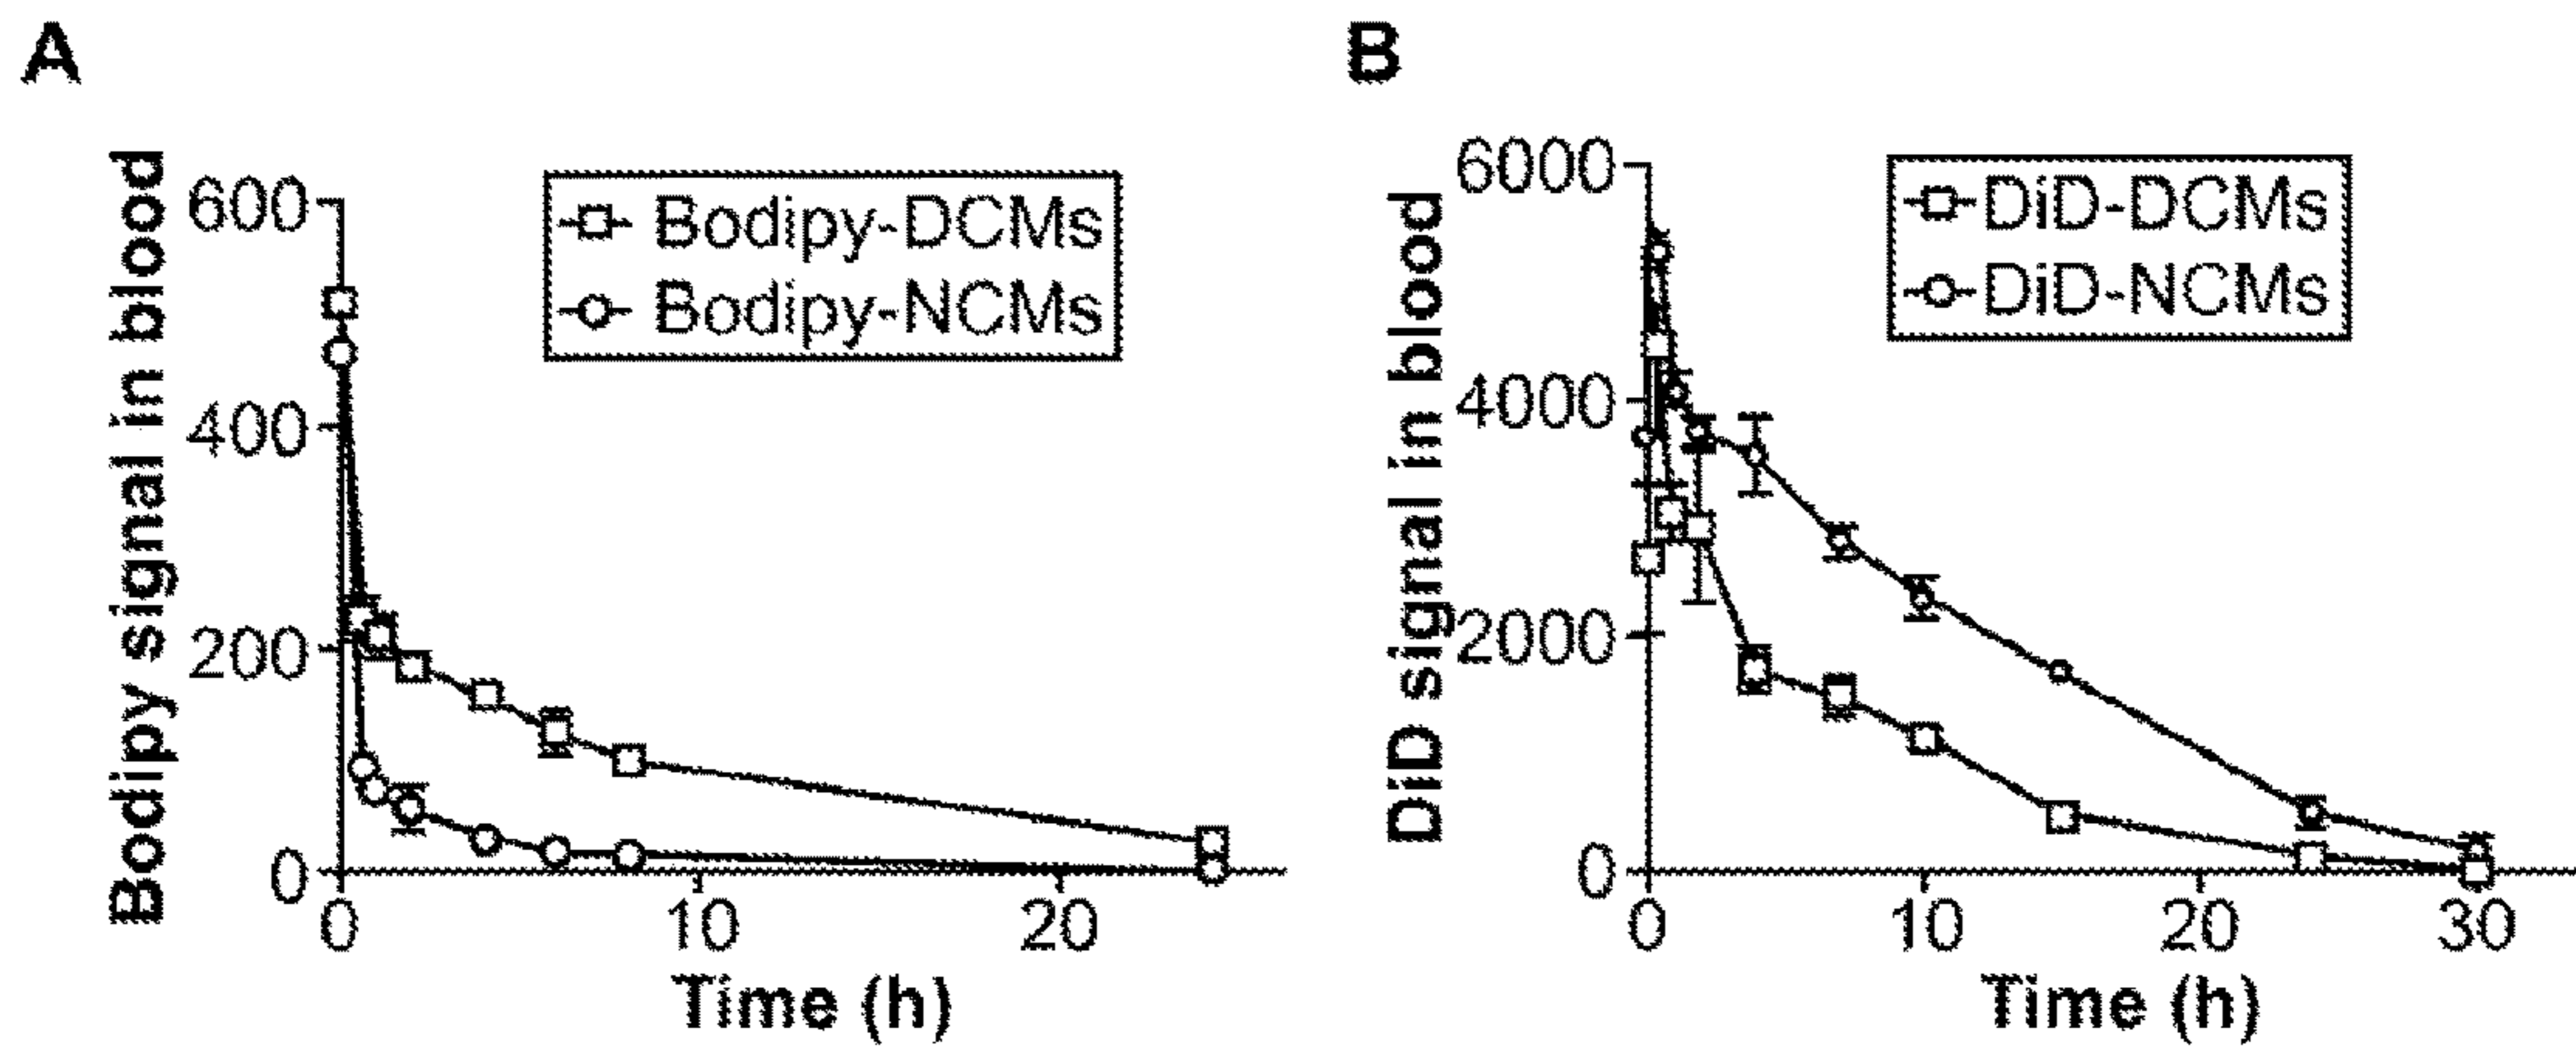 A
Bodipy signal in blood
600
400
200
0
Bodipy-DCMs
Bodipy-NCMs
0 10 20
Time (h)
B
DiD signal in blood
6000
4000
2000
0
DiD-DCMs
DiD-NCMs
0 10 20 30
Time (h)